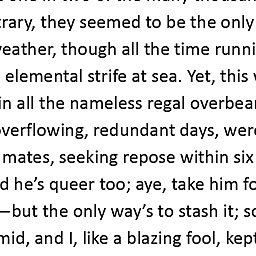 trary, they seemed to be the only
weather, though all the time runni
elemental strife at sea. Yet, this
in all the nameless regal overbear
overflowing, redundant days, were
mates, seeking repose within six
d he's queer too; aye, take him fo
—but the only way's to stash it; so
mid, and I, like a blazing fool, kept